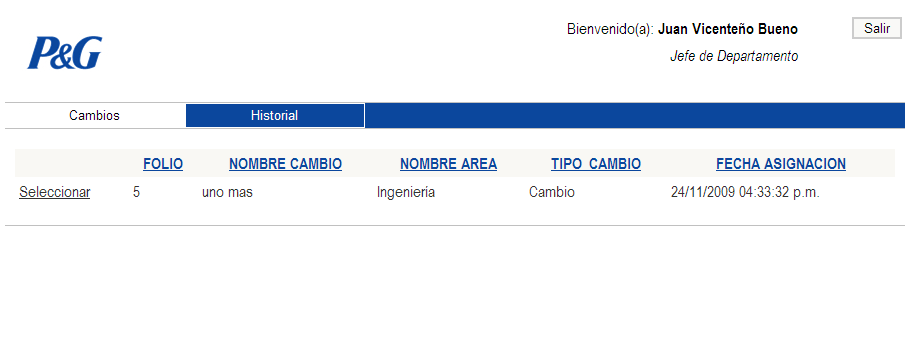 Bienvenido(a): Juan Vicenteño Bueno
Salir
P&G
Jefe de Departamento
Cambios Historial
FOLIO NOMBRE CAMBIO NOMBRE AREA TIPO CAMBIO FECHA ASIGNACION
Seleccionar 5 uno mas Ingeniería Cambio 24/11/2009 04:33:32 p.m.